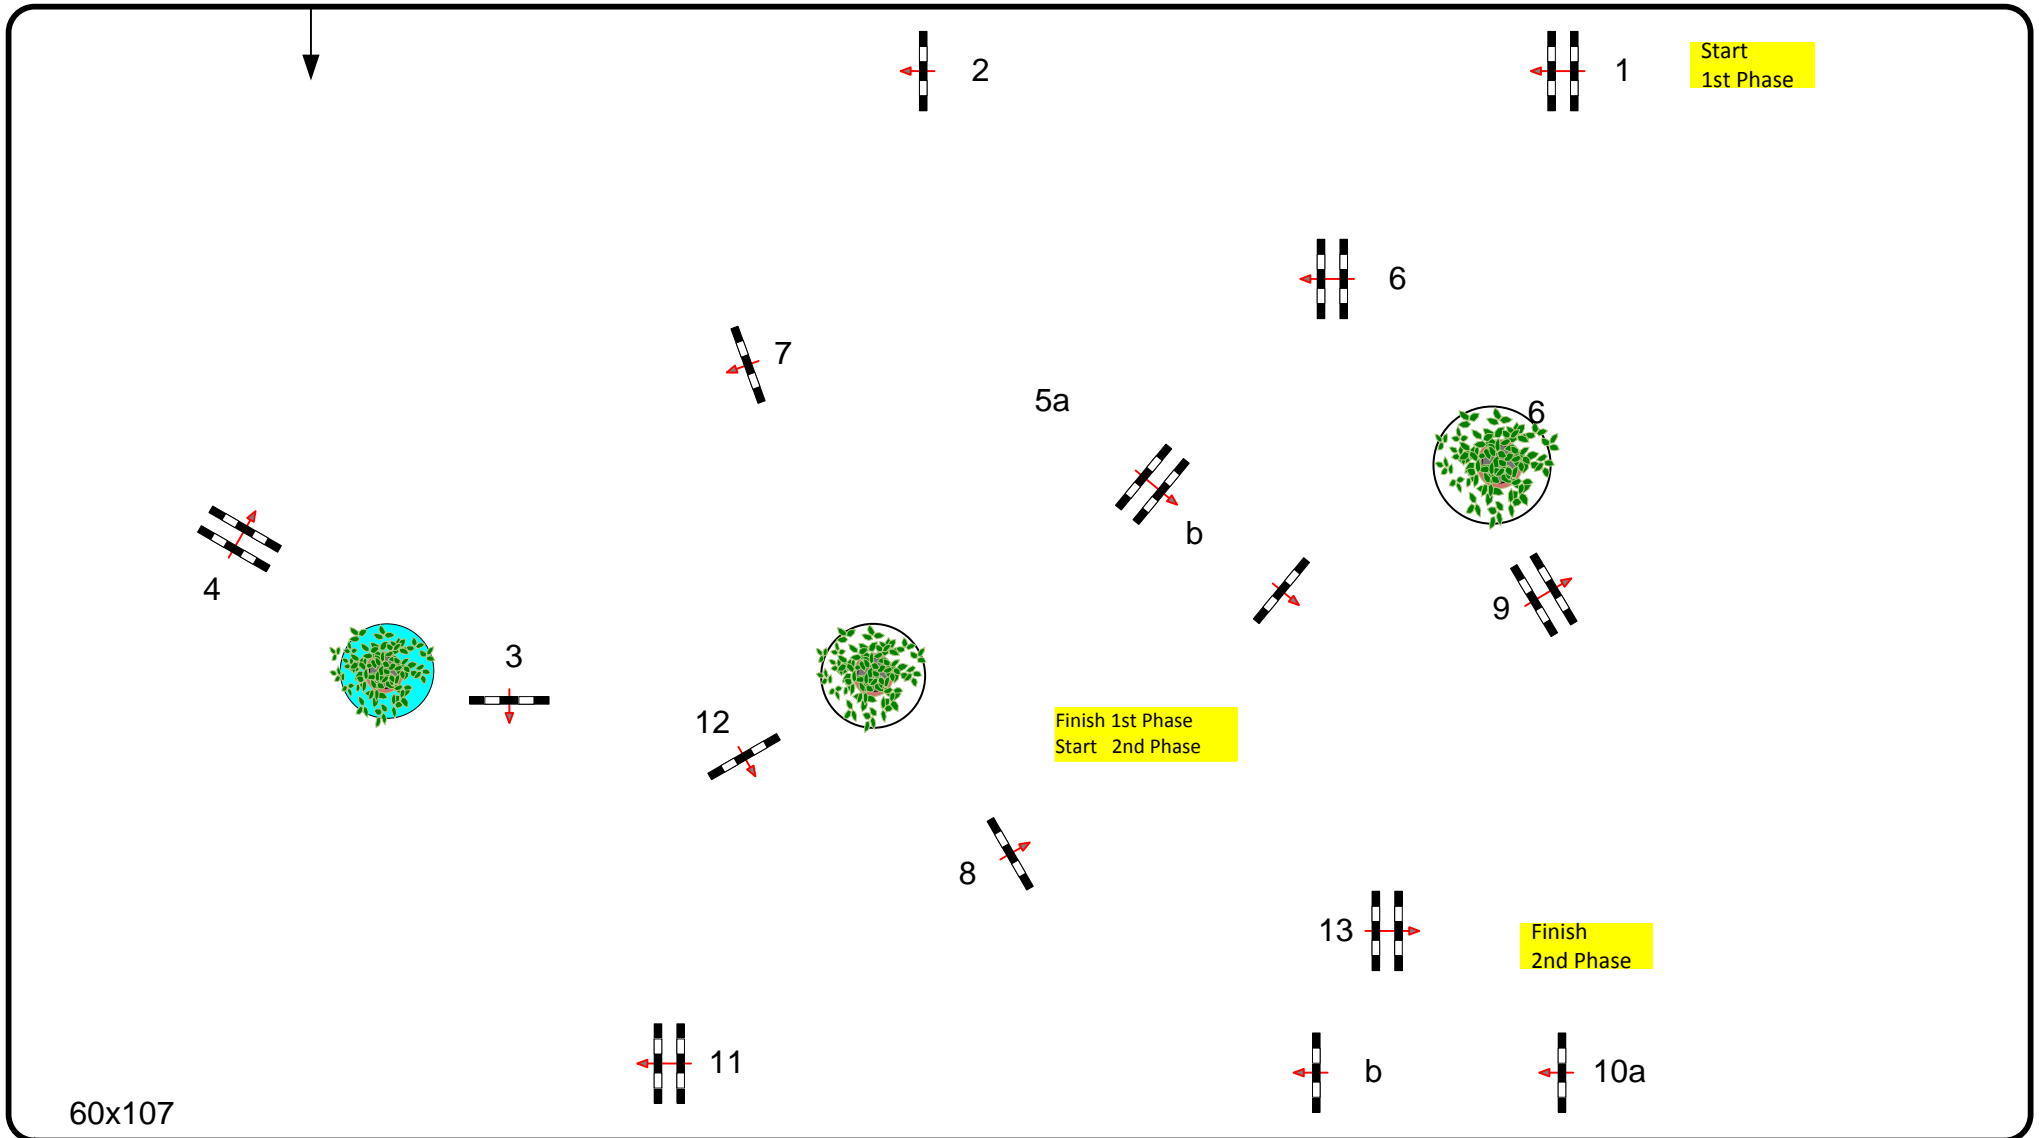 2
1
Start
1st Phase
6
7
5a
6
b
4
9
3
12
Finish 1st Phase
Start 2nd Phase
8
13
Finish
2nd Phase
11
b
10a
60x107